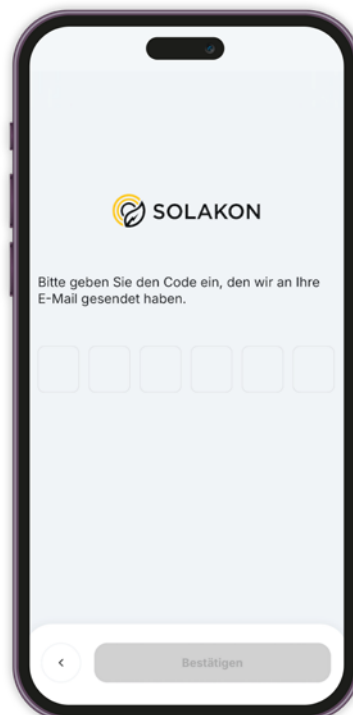 SOLAKON
Bitte geben Sie den Code ein, den wir an Ihre
E-Mail gesendet haben.
Bestätigen